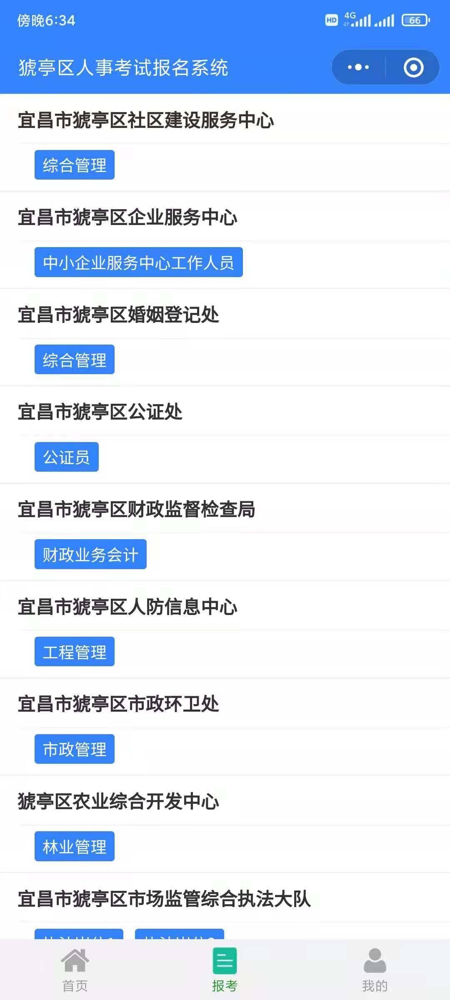 傍晚6:34
HD 4G 66
猇亭区人事考试报名系统
宜昌市猇亭区社区建设服务中心
综合管理
宜昌市猇亭区企业服务中心
中小企业服务中心工作人员
宜昌市猇亭区婚姻登记处
综合管理
宜昌市猇亭区公证处
公证员
宜昌市猇亭区财政监督检查局
财政业务会计
宜昌市猇亭区人防信息中心
工程管理
宜昌市猇亭区市政环卫处
市政管理
猇亭区农业综合开发中心
林业管理
宜昌市猇亭区市场监管综合执法大队
首页 报考 我的